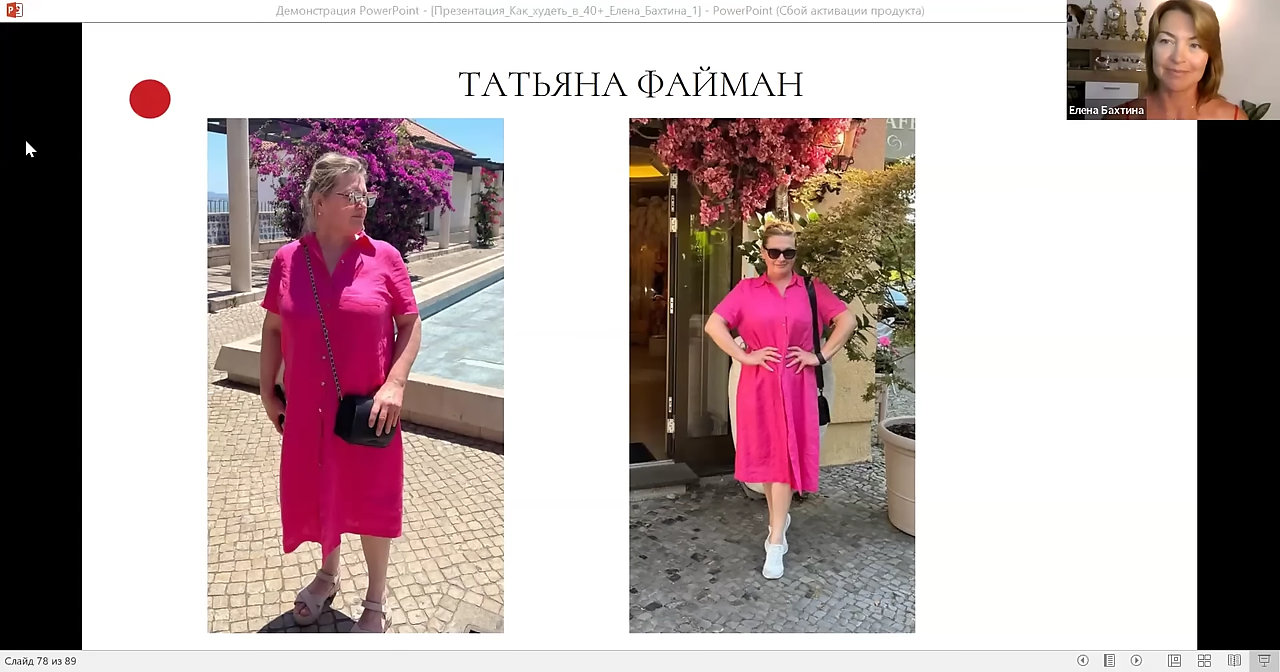 Демонстрация PowerPoint - [Презентация_Как_худеть_в_40+_Елена_Бахтина_1] - PowerPoint (Сбой активации продукта)
ТАТЬЯНА ФАЙМАН
Елена Бахтина
Слайд 78 из 89